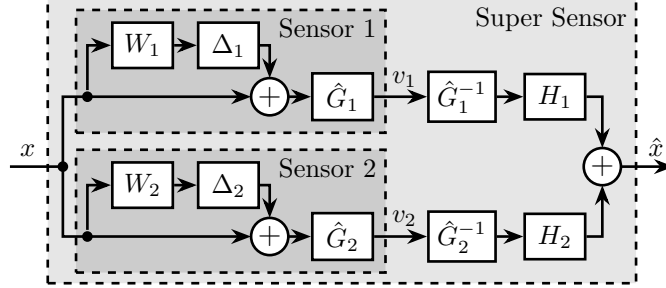 Super Sensor
Sensor 1
W₁ Δ₁
+ Ĝ₁ v₁ Ĝ₁⁻¹ H₁
x + x̂
Sensor 2
W₂ Δ₂
+ Ĝ₂ v₂ Ĝ₂⁻¹ H₂